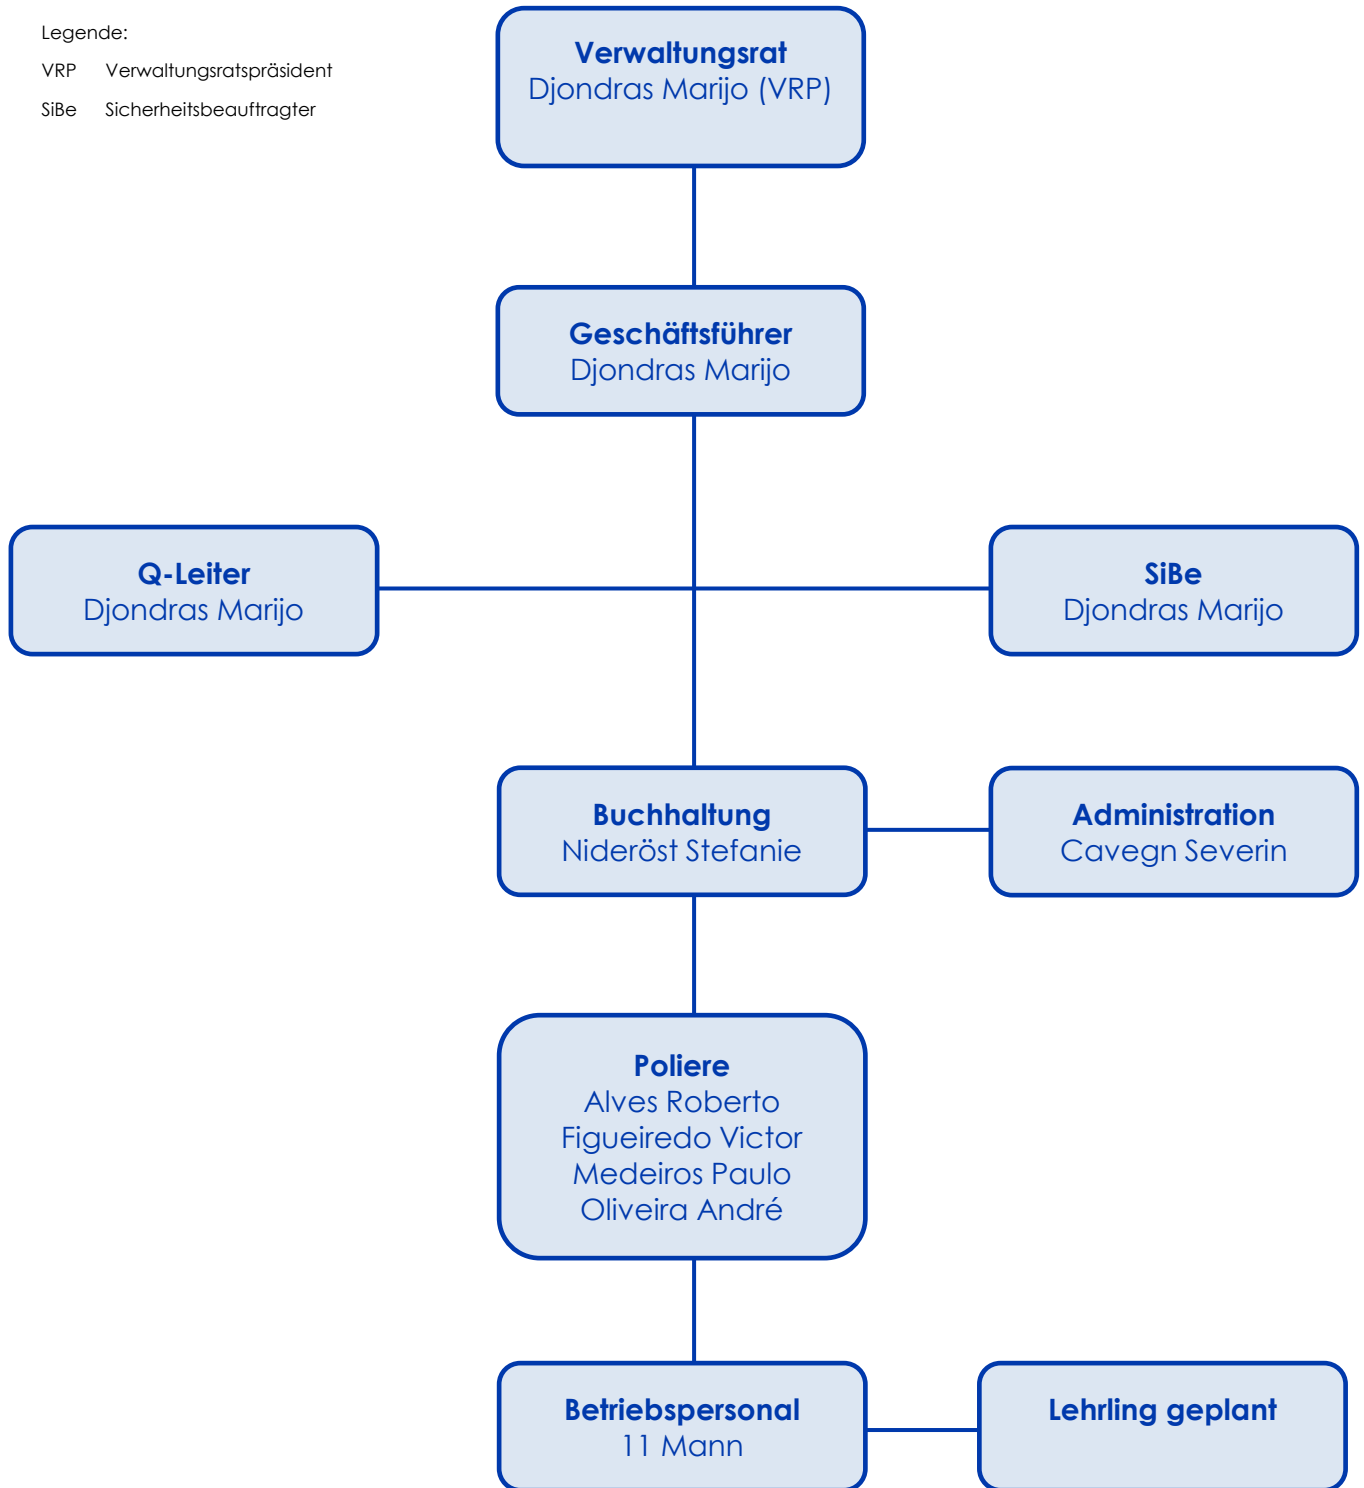 Legende:
VRP Verwaltungsratspräsident
SiBe Sicherheitsbeauftragter
Verwaltungsrat
Djondras Marijo (VRP)
Geschäftsführer
Djondras Marijo
Q-Leiter
Djondras Marijo
SiBe
Djondras Marijo
Buchhaltung
Nideröst Stefanie
Administration
Cavegn Severin
Poliere
Alves Roberto
Figueiredo Victor
Medeiros Paulo
Oliveira André
Betriebspersonal
11 Mann
Lehrling geplant